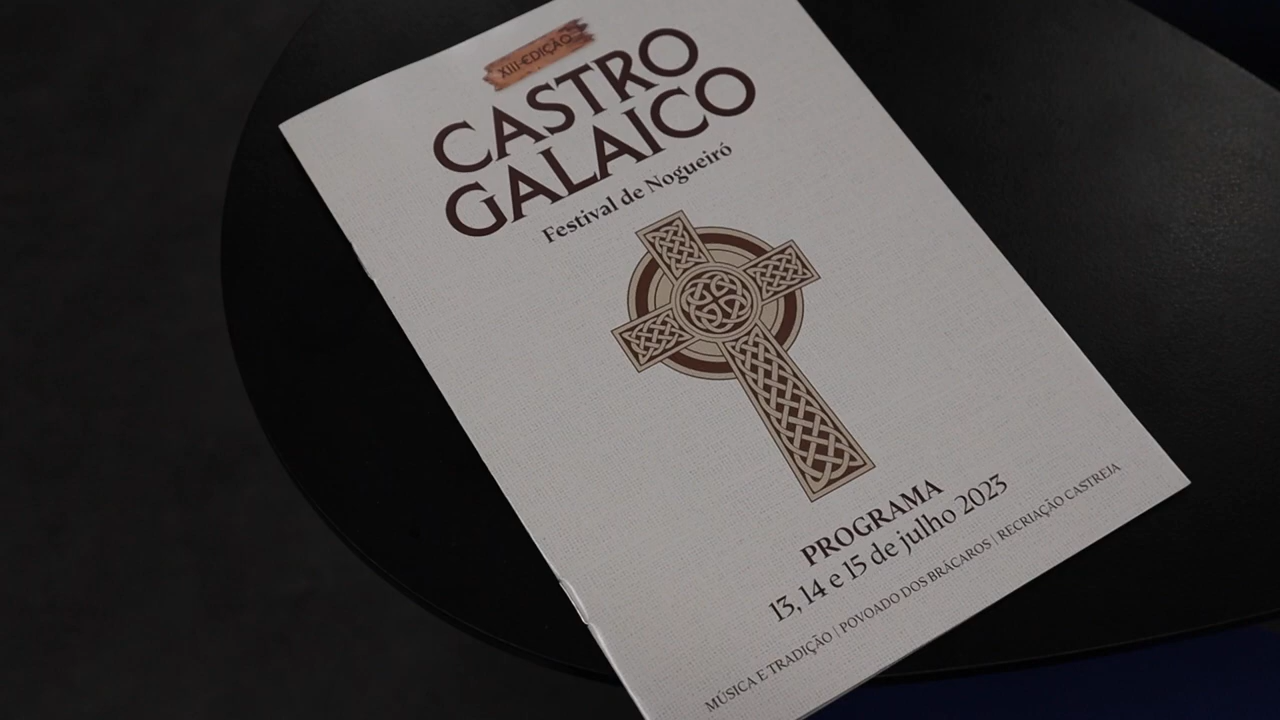 XIII EDIÇÃO
CASTRO
GALAICO
Festival de Nogueiró
PROGRAMA
13, 14 e 15 de julho 2023
MÚSICA E TRADIÇÃO | POVOADO DOS BRÁCAROS | RECRIAÇÃO CASTREJA